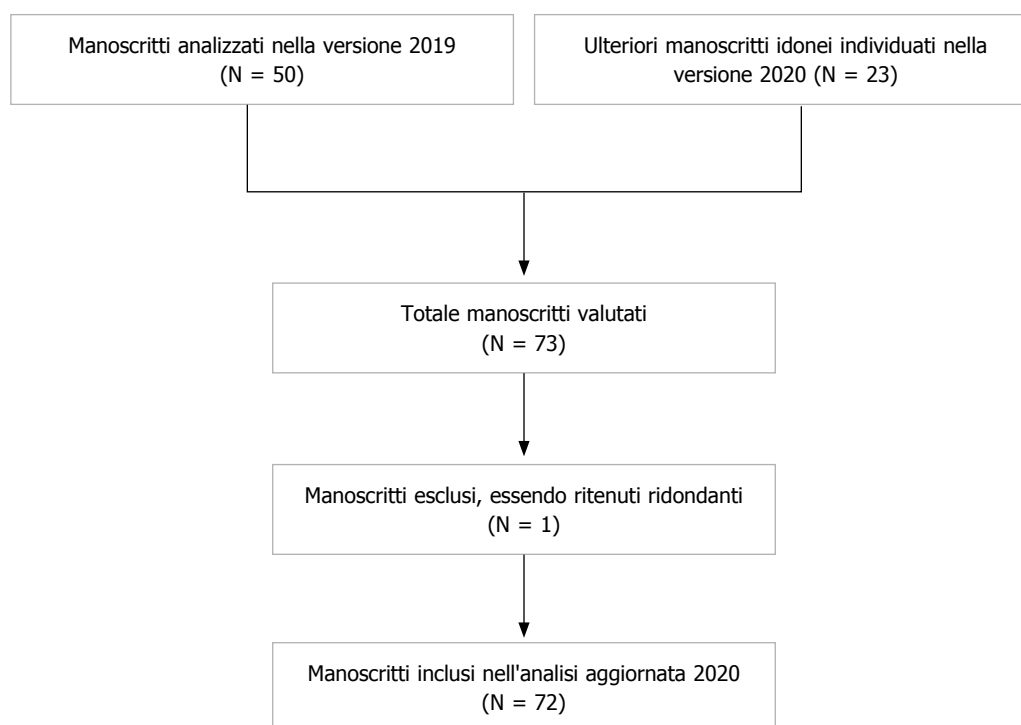 Manoscritti analizzati nella versione 2019
(N = 50)
Ulteriori manoscritti idonei individuati nella
versione 2020 (N = 23)
Totale manoscritti valutati
(N = 73)
Manoscritti esclusi, essendo ritenuti ridondanti
(N = 1)
Manoscritti inclusi nell'analisi aggiornata 2020
(N = 72)